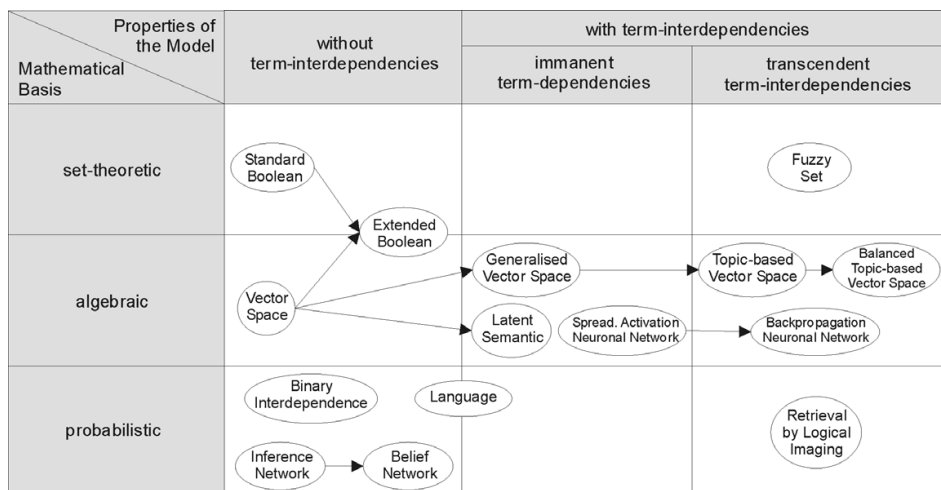 Properties of
the Model
Mathematical
Basis
without
term-interdependencies
with term-interdependencies
immanent
term-dependencies
transcendent
term-interdependencies
set-theoretic
Standard
Boolean
Extended
Boolean
Fuzzy
Set
algebraic
Vector
Space
Generalised
Vector Space
Latent
Semantic
Spread. Activation
Neuronal Network
Topic-based
Vector Space
Balanced
Topic-based
Vector Space
Backpropagation
Neuronal Network
probabilistic
Binary
Interdependence
Language
Inference
Network
Belief
Network
Retrieval
by Logical
Imaging